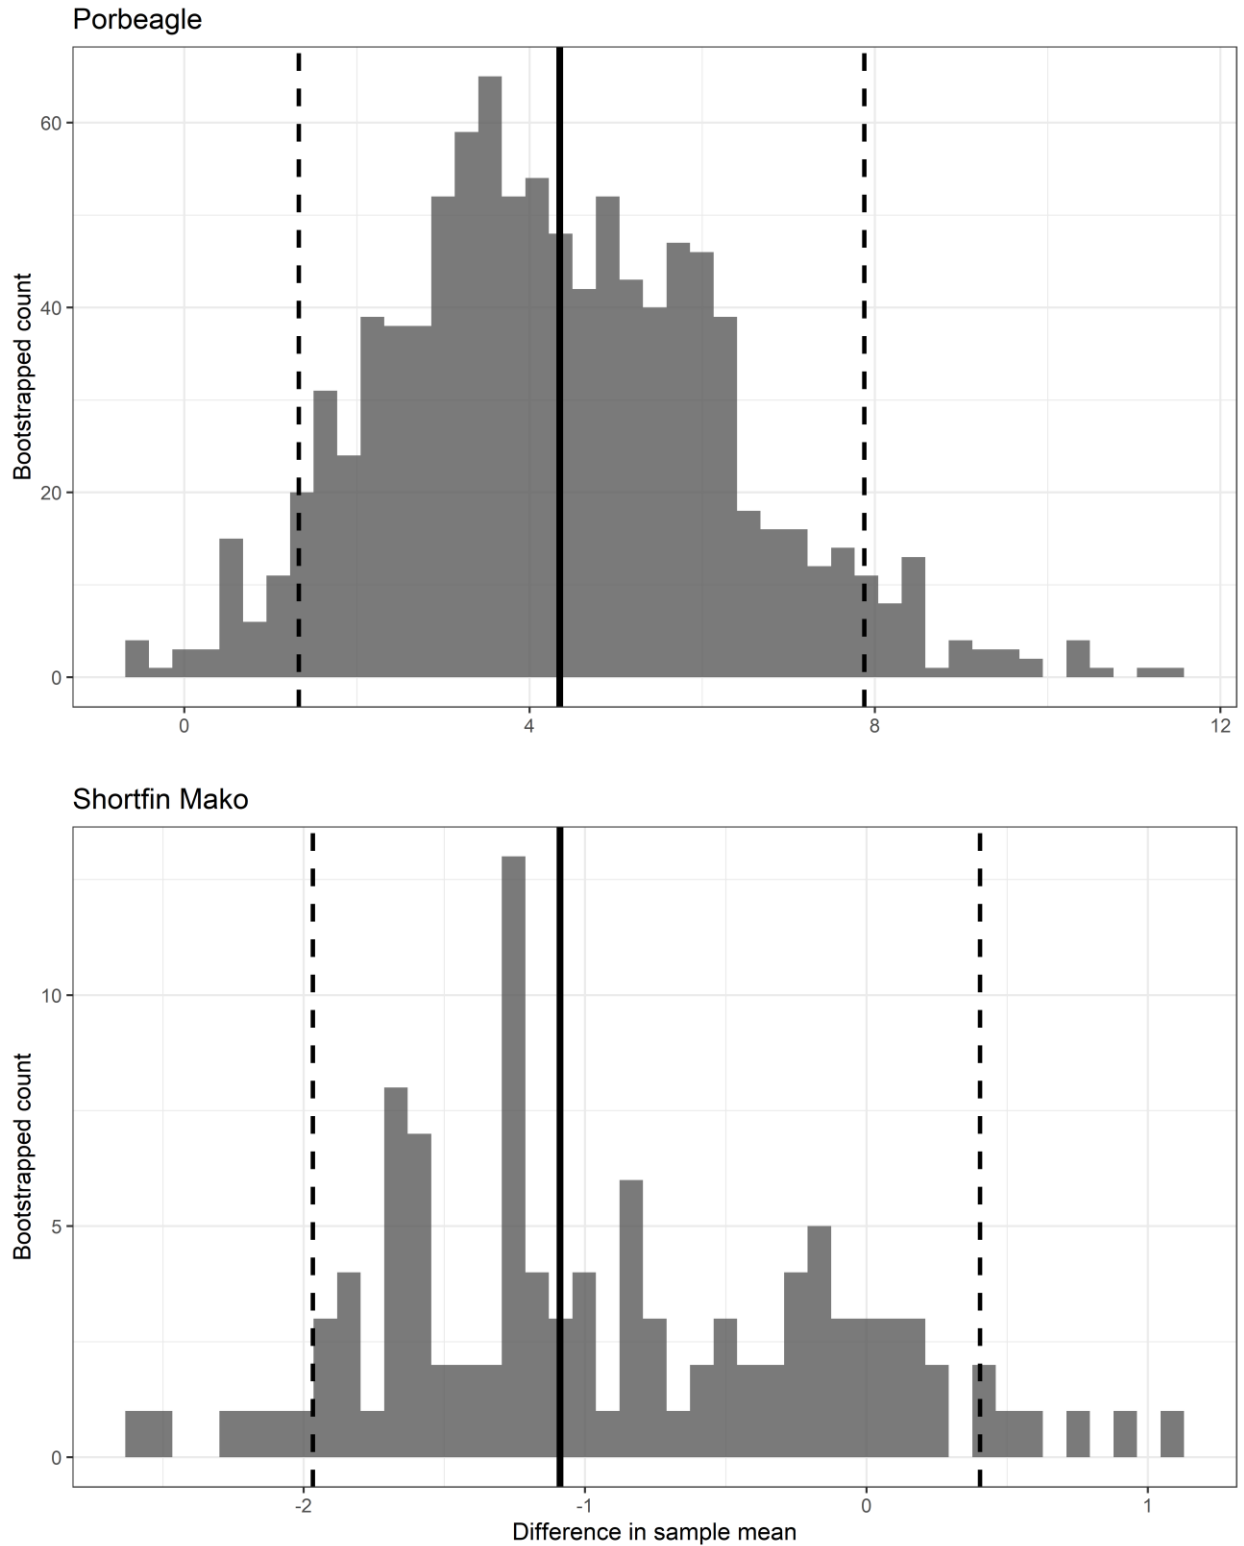 Porbeagle
Bootstrapped count
60
40
20
0
0 4 8 12
Shortfin Mako
Bootstrapped count
10
5
0
-2 -1 0 1
Difference in sample mean